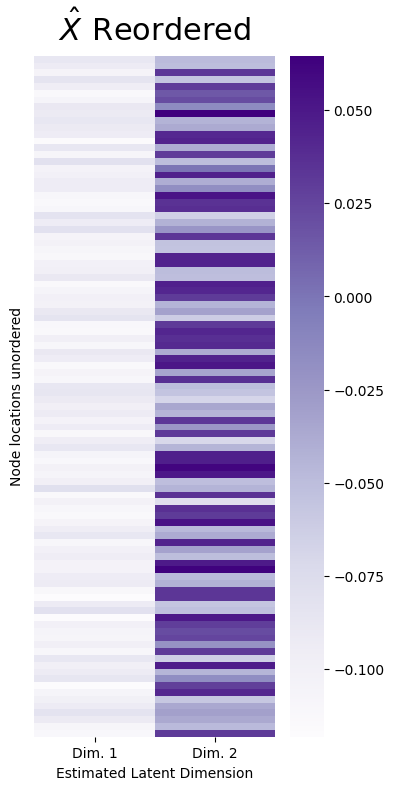 X̂ Reordered
0.050
0.025
0.000
−0.025
−0.050
−0.075
−0.100
Node locations unordered
Dim. 1 Dim. 2
Estimated Latent Dimension